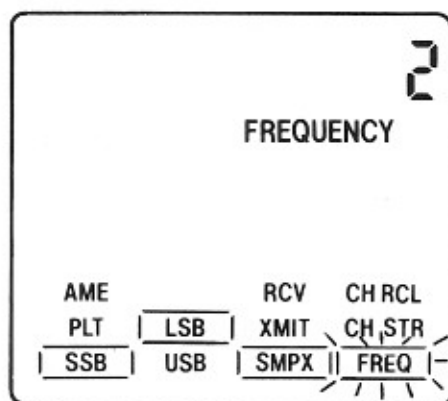 2
FREQUENCY
AME RCV CH RCL
PLT LSB XMIT CH STR
SSB USB SMPX FREQ